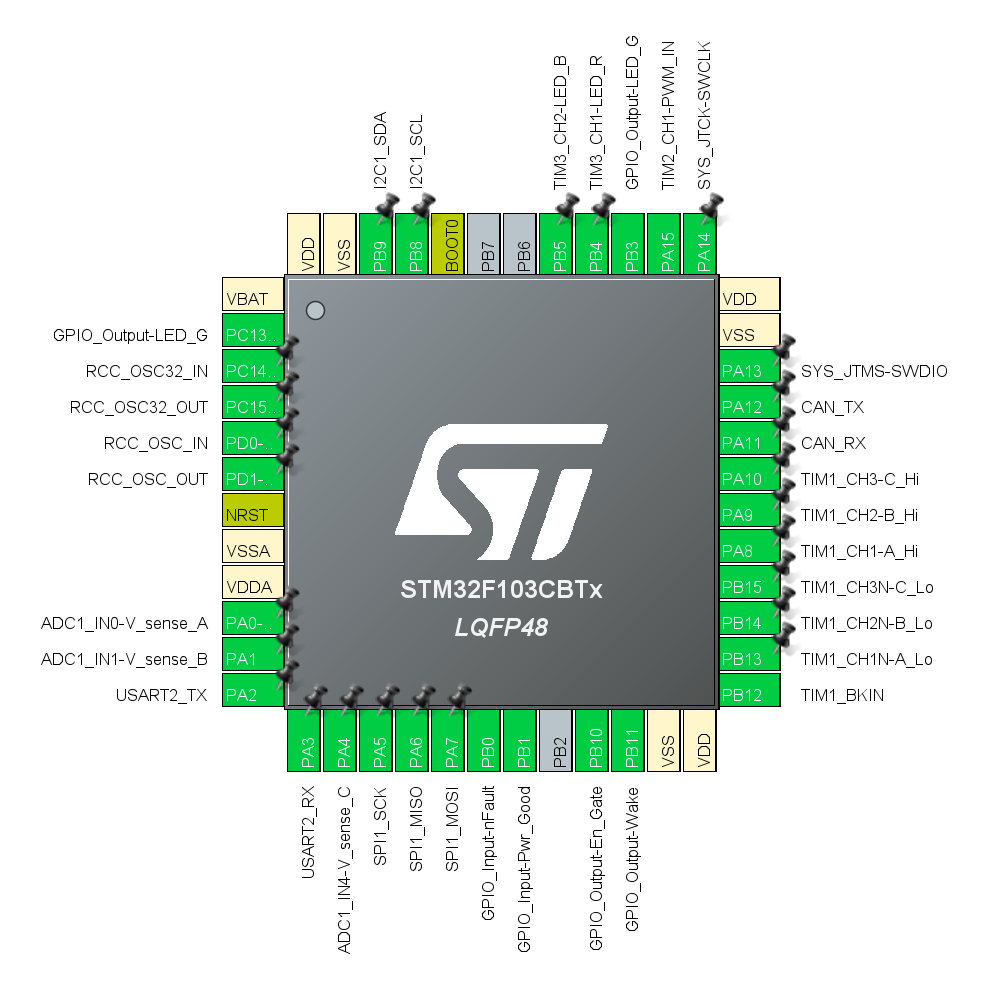 I2C1_SDA
I2C1_SCL
TIM3_CH2-LED_B
TIM3_CH1-LED_R
GPIO_Output-LED_G
TIM2_CH1-PWM_IN
SYS_JTCK-SWCLK
VDD
VSS
PB9
PB8
BOOT0
PB7
PB6
PB5
PB4
PB3
PA15
PA14
VBAT
GPIO_Output-LED_G PC13..
RCC_OSC32_IN PC14..
RCC_OSC32_OUT PC15..
RCC_OSC_IN PD0-..
RCC_OSC_OUT PD1-..
NRST
VSSA
VDDA
ADC1_IN0-V_sense_A PA0-..
ADC1_IN1-V_sense_B PA1
USART2_TX PA2
ST
STM32F103CBTx
LQFP48
VDD
VSS
PA13 SYS_JTMS-SWDIO
PA12 CAN_TX
PA11 CAN_RX
PA10 TIM1_CH3-C_Hi
PA9 TIM1_CH2-B_Hi
PA8 TIM1_CH1-A_Hi
PB15 TIM1_CH3N-C_Lo
PB14 TIM1_CH2N-B_Lo
PB13 TIM1_CH1N-A_Lo
PB12 TIM1_BKIN
PA3
PA4
PA5
PA6
PA7
PB0
PB1
PB2
PB10
PB11
VSS
VDD
USART2_RX
ADC1_IN4-V_sense_C
SPI1_SCK
SPI1_MISO
SPI1_MOSI
GPIO_Input-nFault
GPIO_Input-Pwr_Good
GPIO_Output-En_Gate
GPIO_Output-Wake